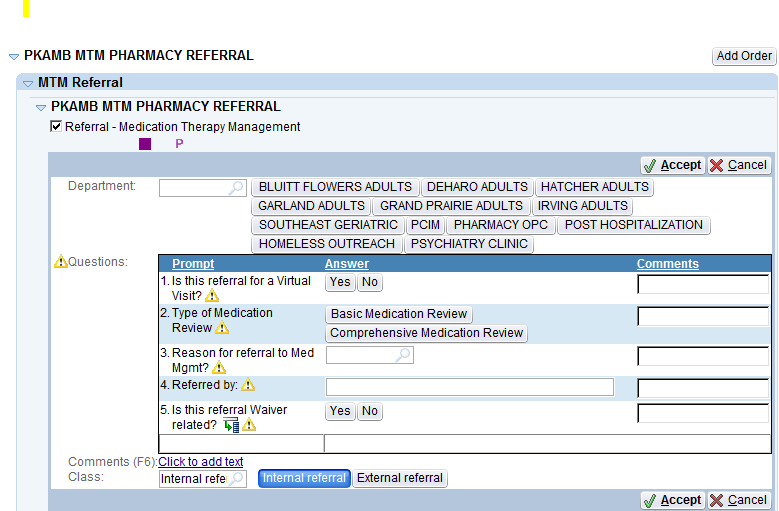 PKAMB MTM PHARMACY REFERRAL Add Order
MTM Referral
PKAMB MTM PHARMACY REFERRAL
Referral - Medication Therapy Management
P
Accept Cancel
Department: BLUITT FLOWERS ADULTS DEHARO ADULTS HATCHER ADULTS
GARLAND ADULTS GRAND PRAIRIE ADULTS IRVING ADULTS
SOUTHEAST GERIATRIC PCIM PHARMACY OPC POST HOSPITALIZATION
HOMELESS OUTREACH PSYCHIATRY CLINIC
Questions: Prompt Answer Comments
1. Is this referral for a Virtual Yes No
Visit?
2. Type of Medication Basic Medication Review
Review Comprehensive Medication Review
3. Reason for referral to Med
Mgmt?
4. Referred by:
5. Is this referral Waiver Yes No
related?
Comments (F6): Click to add text
Class: Internal refe Internal referral External referral
Accept Cancel